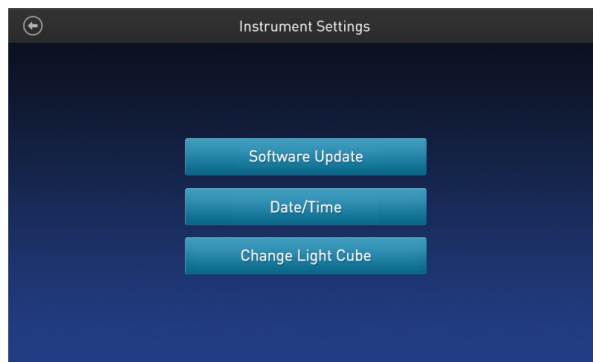 Instrument Settings
Software Update
Date/Time
Change Light Cube